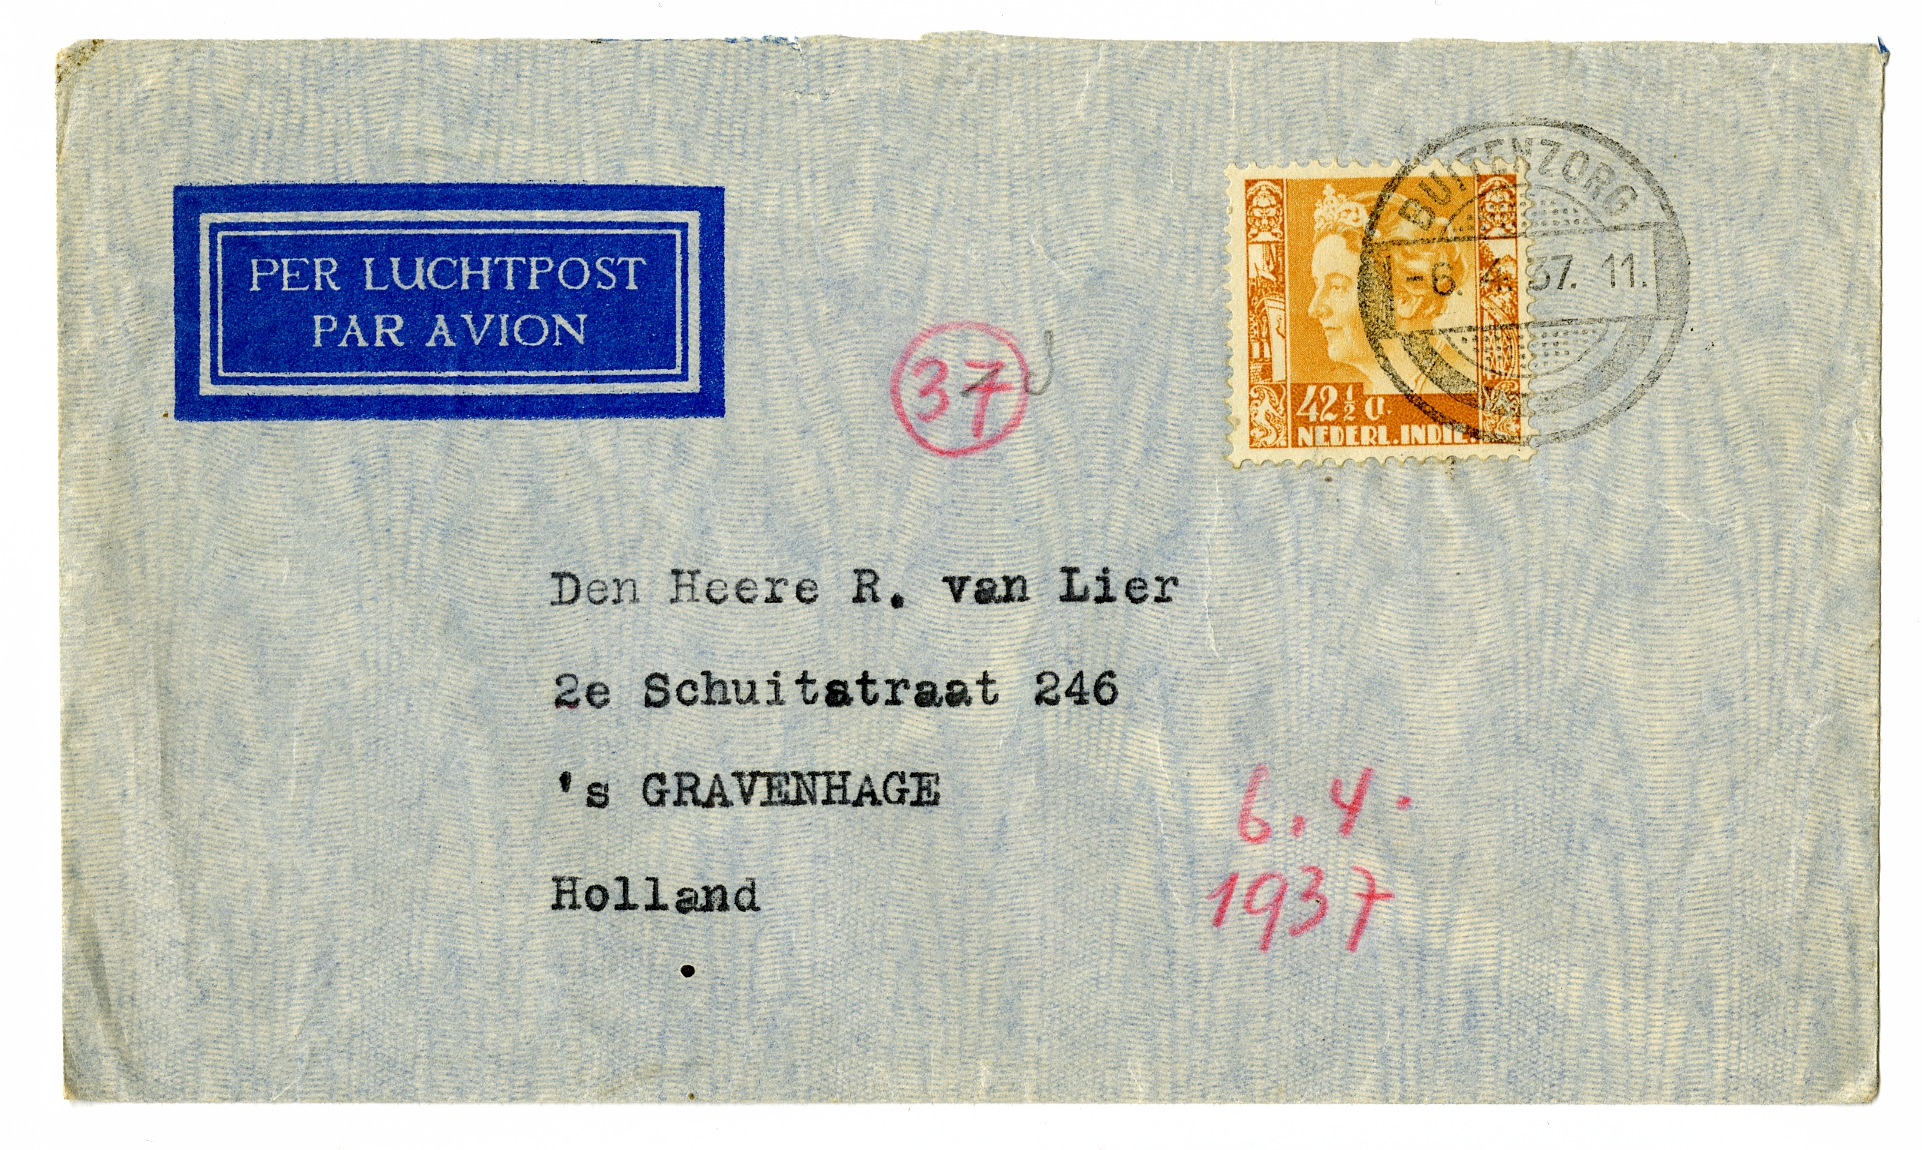 PER LUCHTPOST
PAR AVION
BUITENZORG
-6. 4. 37. 11.
42½ c.
NEDERL. INDIE.
37
Den Heere R. van Lier
2e Schuitstraat 246
's GRAVENHAGE
Holland
6.4.
1937